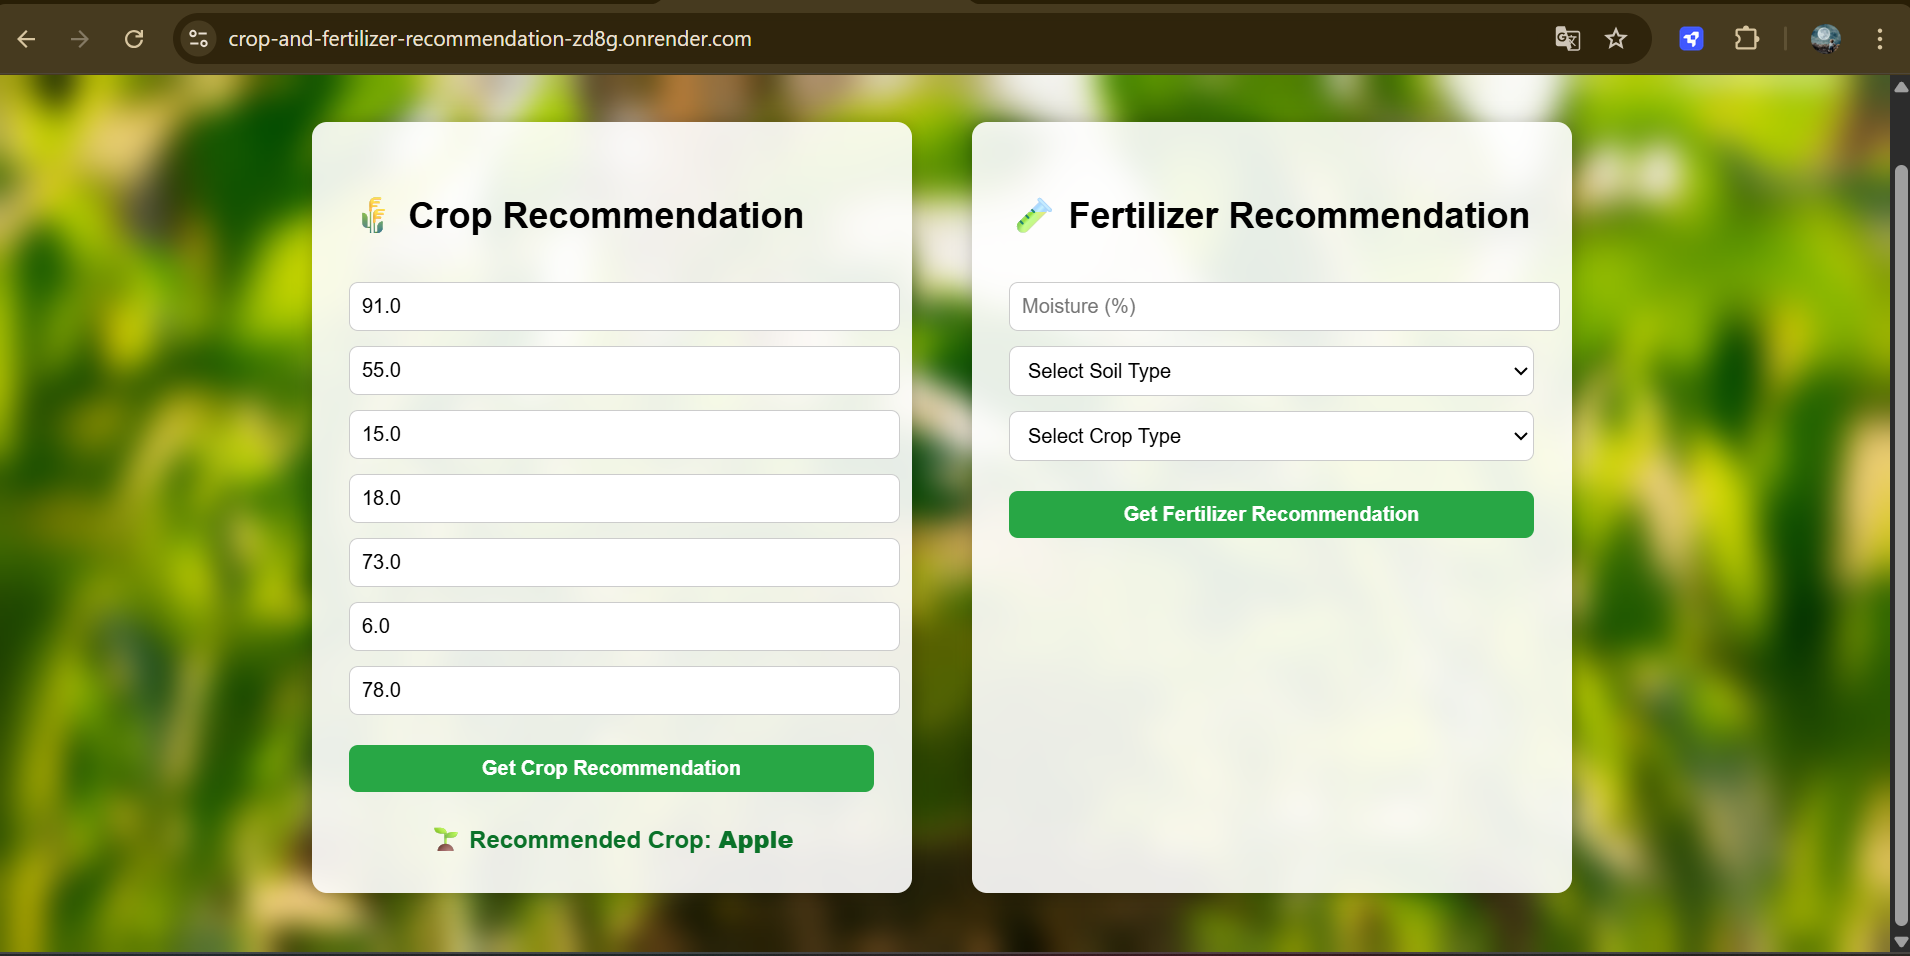 crop-and-fertilizer-recommendation-zd8g.onrender.com
Crop Recommendation
91.0
55.0
15.0
18.0
73.0
6.0
78.0
Get Crop Recommendation
Recommended Crop: Apple
Fertilizer Recommendation
Moisture (%)
Select Soil Type
Select Crop Type
Get Fertilizer Recommendation